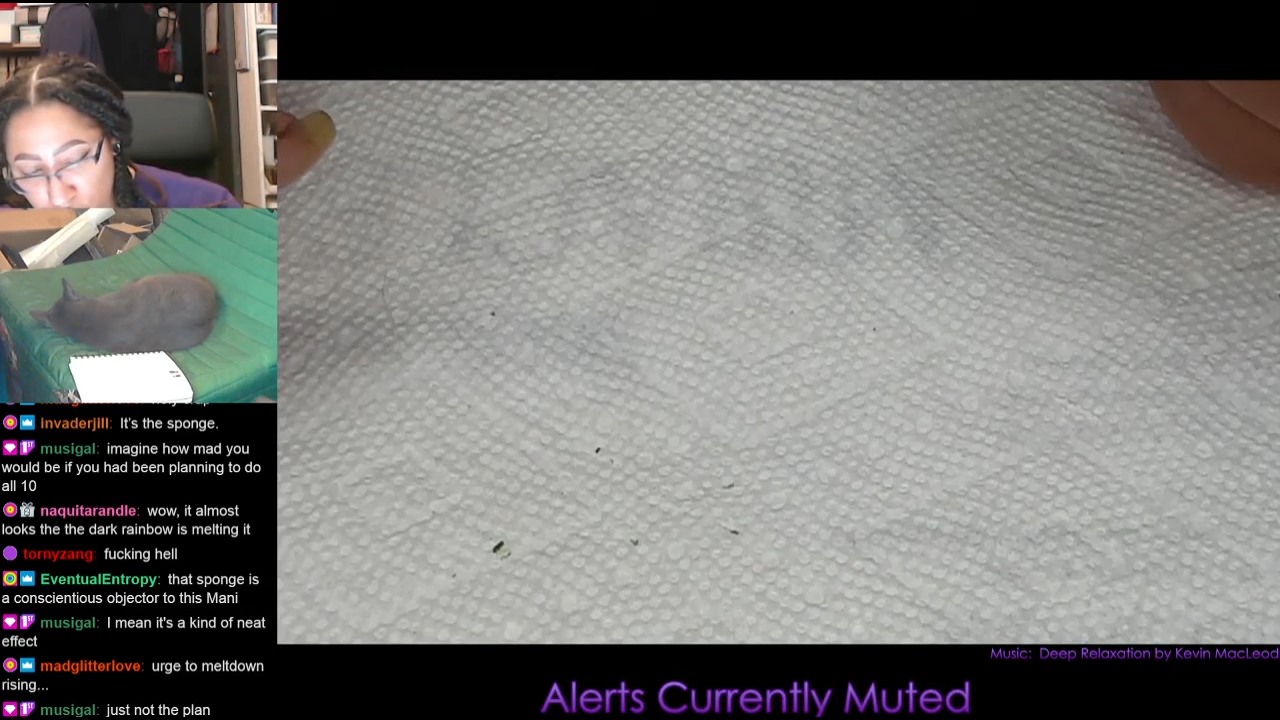 invaderjill: It's the sponge.
musigal: imagine how mad you
would be if you had been planning to do
all 10
naquitarandle: wow, it almost
looks the the dark rainbow is melting it
tornyzang: fucking hell
EventualEntropy: that sponge is
a conscientious objector to this Mani
musigal: I mean it's a kind of neat
effect
madglitterlove: urge to meltdown
rising...
musigal: just not the plan
Music: Deep Relaxation by Kevin MacLeod
Alerts Currently Muted